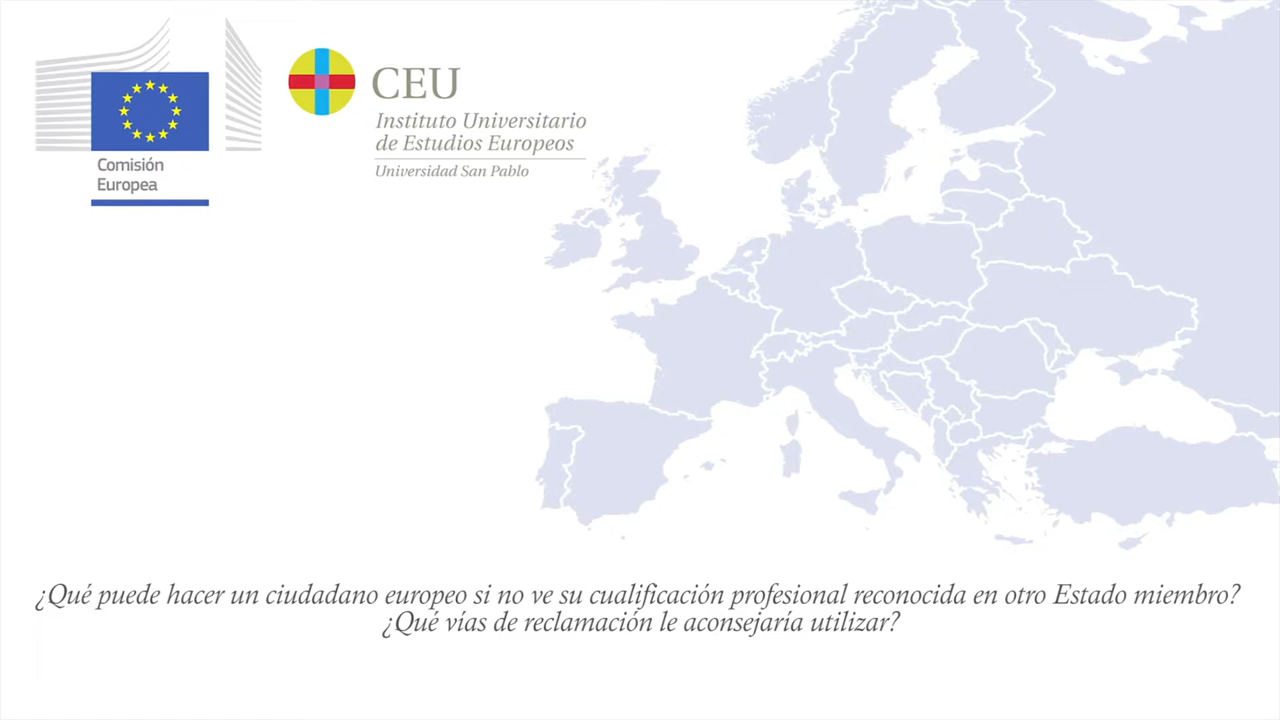 Comisión
Europea
CEU
Instituto Universitario
de Estudios Europeos
Universidad San Pablo
¿Qué puede hacer un ciudadano europeo si no ve su cualificación profesional reconocida en otro Estado miembro?
¿Qué vías de reclamación le aconsejaría utilizar?